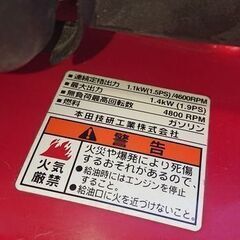 ●連続定格出力 1.1kW(1.5PS)/4600RPM
●最大出力 1.4kW (1.9PS)
●無負荷最高回転数 4800 RPM
●燃料 ガソリン
本田技研工業株式会社
警告
火気厳禁
火災や爆発により死傷
するおそれがあるので、
●給油時にはエンジンを停止
すること
●給油口に火を近づけないこと。